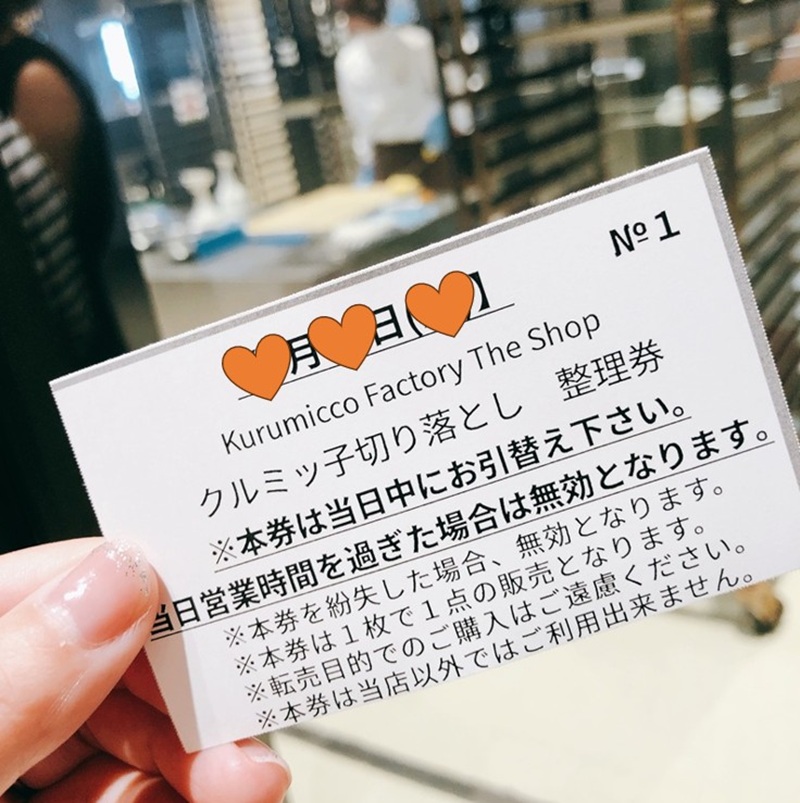 №1
月 日( )】
Kurumicco Factory The Shop
クルミッ子切り落とし 整理券
※本券は当日中にお引替え下さい。
当日営業時間を過ぎた場合は無効となります。
※本券を紛失した場合、無効となります。
※本券は1枚で1点の販売となります。
※転売目的でのご購入はご遠慮ください。
※本券は当店以外ではご利用出来ません。